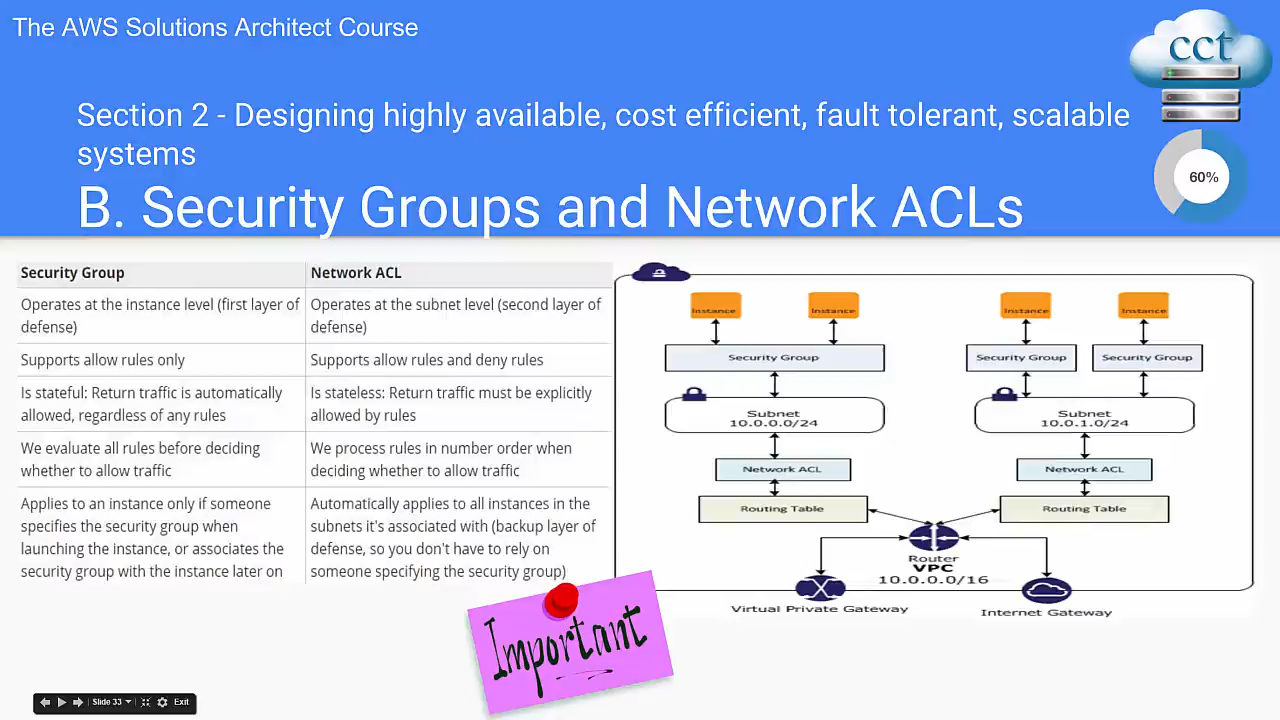 The AWS Solutions Architect Course
cct
Section 2 - Designing highly available, cost efficient, fault tolerant, scalable
systems
60%
B. Security Groups and Network ACLs
Security Group
Network ACL
Operates at the instance level (first layer of
defense)
Operates at the subnet level (second layer of
defense)
Supports allow rules only
Supports allow rules and deny rules
Is stateful: Return traffic is automatically
allowed, regardless of any rules
Is stateless: Return traffic must be explicitly
allowed by rules
We evaluate all rules before deciding
whether to allow traffic
We process rules in number order when
deciding whether to allow traffic
Applies to an instance only if someone
specifies the security group when
launching the instance, or associates the
security group with the instance later on
Automatically applies to all instances in the
subnets it's associated with (backup layer of
defense, so you don't have to rely on
someone specifying the security group)
Instance
Instance
Instance
Instance
Security Group
Security Group
Security Group
Subnet
10.0.0.0/24
Subnet
10.0.1.0/24
Network ACL
Network ACL
Routing Table
Routing Table
Router
VPC
10.0.0.0/16
Virtual Private Gateway
Internet Gateway
Important
Slide 33
Exit